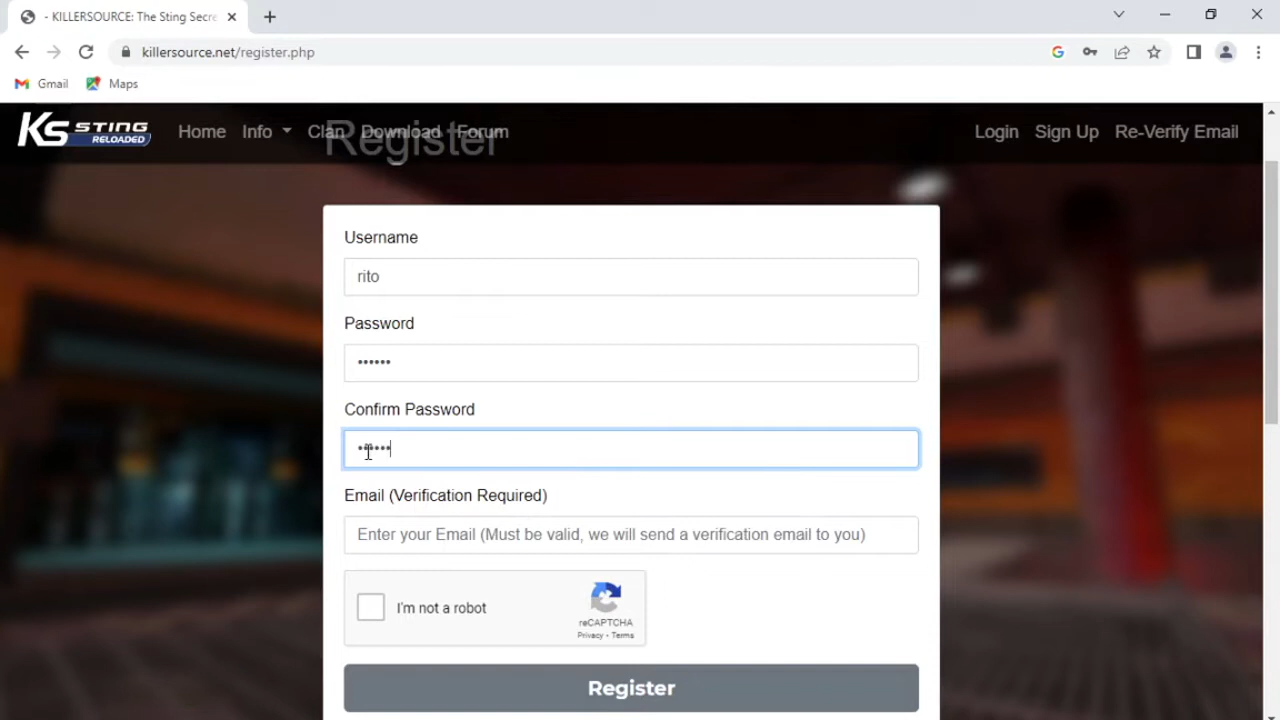 - KILLERSOURCE: The Sting Secre
killersource.net/register.php
Gmail Maps
KS STING RELOADED Home Info Clan Download Forum Login Sign Up Re-Verify Email
Register
Username
rito
Password
••••••
Confirm Password
••••••
Email (Verification Required)
Enter your Email (Must be valid, we will send a verification email to you)
I'm not a robot
reCAPTCHA
Privacy - Terms
Register